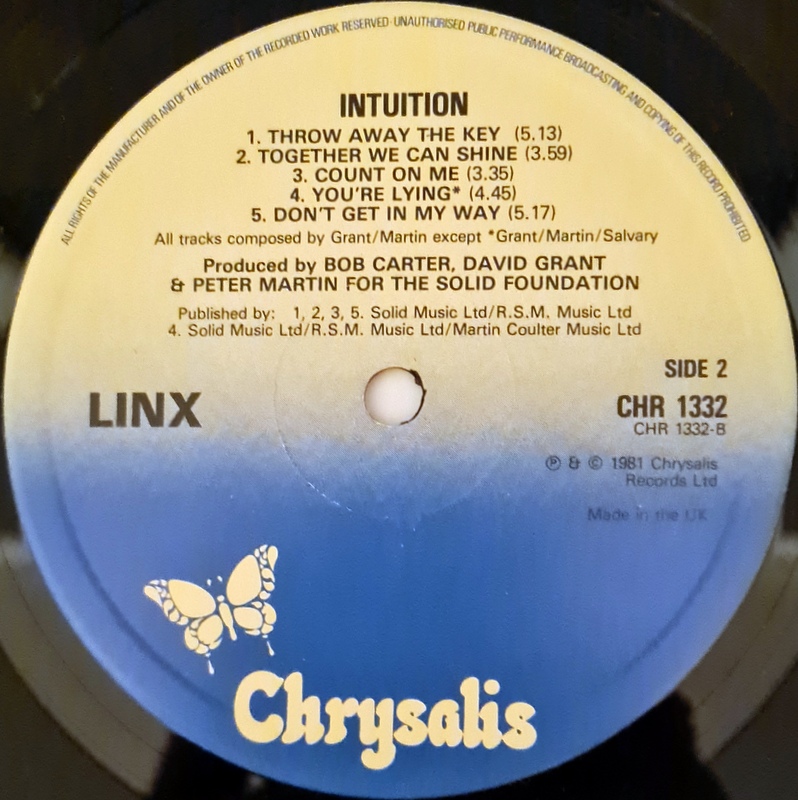 ALL RIGHTS OF THE MANUFACTURER AND OF THE OWNER OF THE RECORDED WORK RESERVED · UNAUTHORISED PUBLIC PERFORMANCE BROADCASTING AND COPYING OF THIS RECORD PROHIBITED
INTUITION
1. THROW AWAY THE KEY (5.13)
2. TOGETHER WE CAN SHINE (3.59)
3. COUNT ON ME (3.35)
4. YOU'RE LYING* (4.45)
5. DON'T GET IN MY WAY (5.17)
All tracks composed by Grant/Martin except *Grant/Martin/Salvary
Produced by BOB CARTER, DAVID GRANT
& PETER MARTIN FOR THE SOLID FOUNDATION
Published by: 1, 2, 3, 5. Solid Music Ltd/R.S.M. Music Ltd
4. Solid Music Ltd/R.S.M. Music Ltd/Martin Coulter Music Ltd
SIDE 2
LINX
CHR 1332
CHR 1332-B
℗ & © 1981 Chrysalis
Records Ltd
Made in the UK
Chrysalis